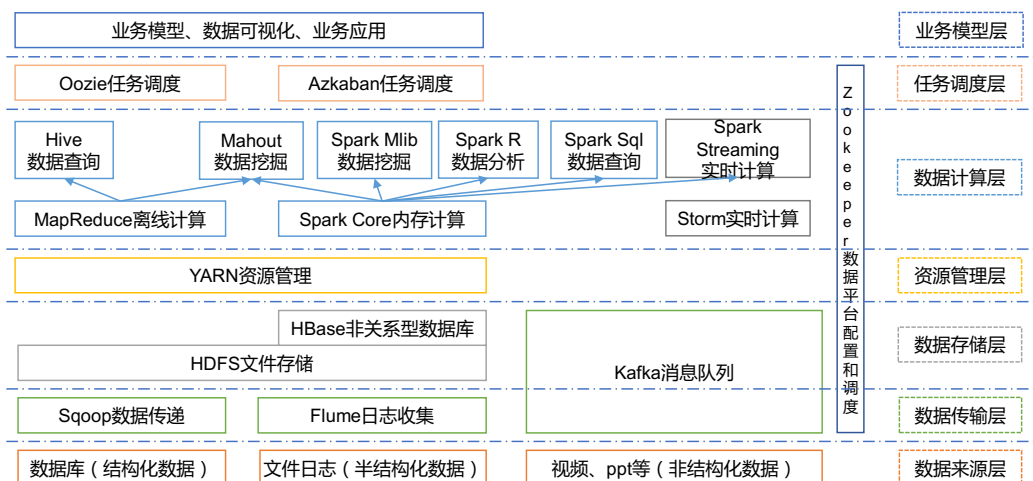 业务模型、数据可视化、业务应用
业务模型层
Oozie任务调度
Azkaban任务调度
任务调度层
Hive
数据查询
Mahout
数据挖掘
Spark Mlib
数据挖掘
Spark R
数据分析
Spark Sql
数据查询
Spark
Streaming
实时计算
数据计算层
MapReduce离线计算
Spark Core内存计算
Storm实时计算
Zookeeper数据平台配置和调度
YARN资源管理
资源管理层
HBase非关系型数据库
HDFS文件存储
Kafka消息队列
数据存储层
Sqoop数据传递
Flume日志收集
数据传输层
数据库（结构化数据）
文件日志（半结构化数据）
视频、ppt等（非结构化数据）
数据来源层